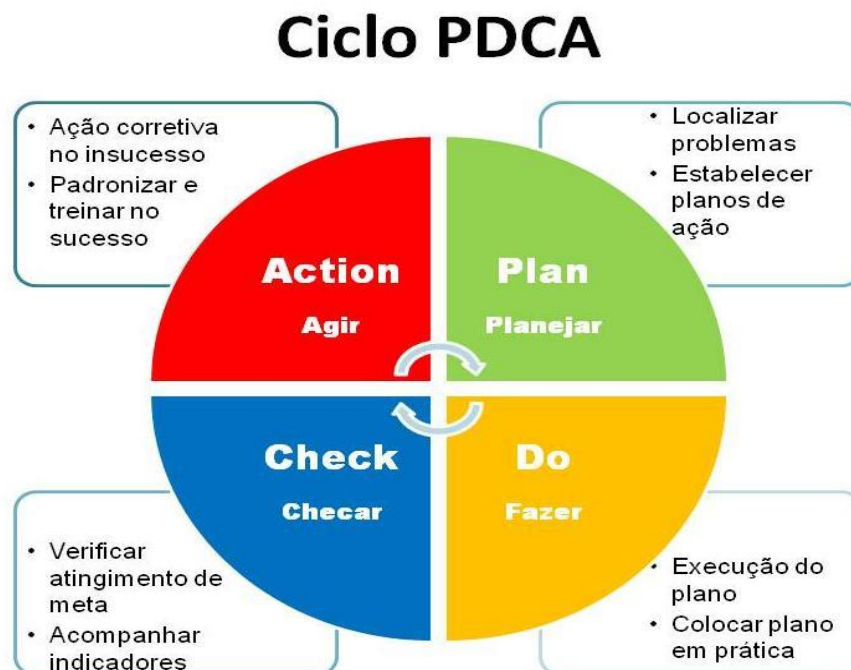 Ciclo PDCA
• Ação corretiva
no insucesso
• Padronizar e
treinar no
sucesso
• Localizar
problemas
• Estabelecer
planos de
ação
Action
Agir
Plan
Planejar
Check
Checar
Do
Fazer
• Verificar
atingimento de
meta
• Acompanhar
indicadores
• Execução do
plano
• Colocar plano
em prática